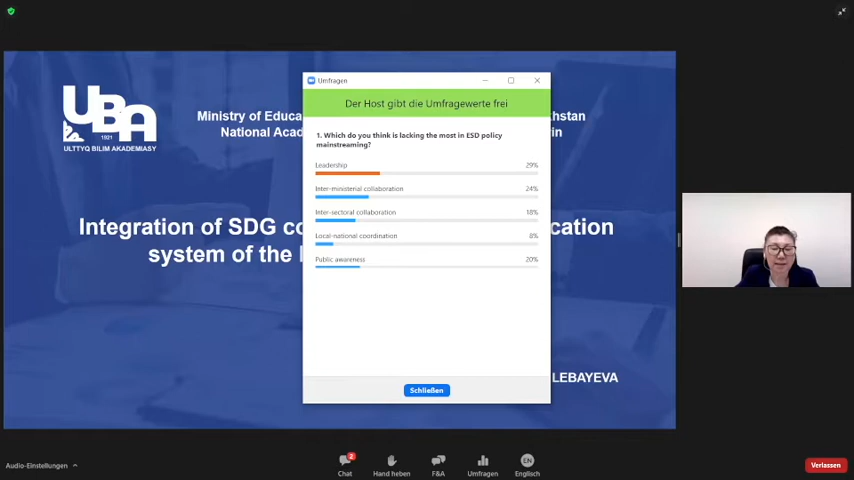 Umfragen
Der Host gibt die Umfragewerte frei
UBA
1921
ULTTYQ BILIM AKADEMIASY
Ministry of Educa
khstan
National Acad
in
1. Which do you think is lacking the most in ESD policy
mainstreaming?
Leadership 29%
Inter-ministerial collaboration 24%
Inter-sectoral collaboration 18%
Local-national coordination 8%
Public awareness 20%
Integration of SDG co
cation
system of the
LEBAYEVA
Schließen
Audio-Einstellungen
2
Chat
Hand heben
F&A
Umfragen
EN
Englisch
Verlassen